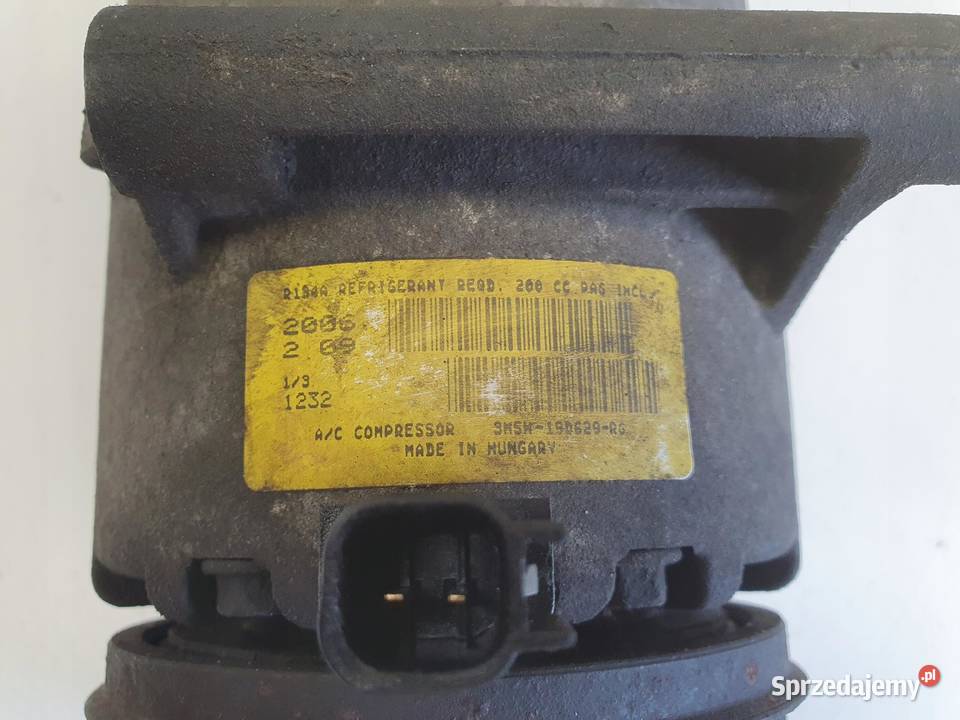 R134A REFRIGERANT REQD. 200 CC PAG INCL.
2006
2 08
1/3
1232
A/C COMPRESSOR 3M5H-19D629-RG
MADE IN HUNGARY
Sprzedajemy.pl